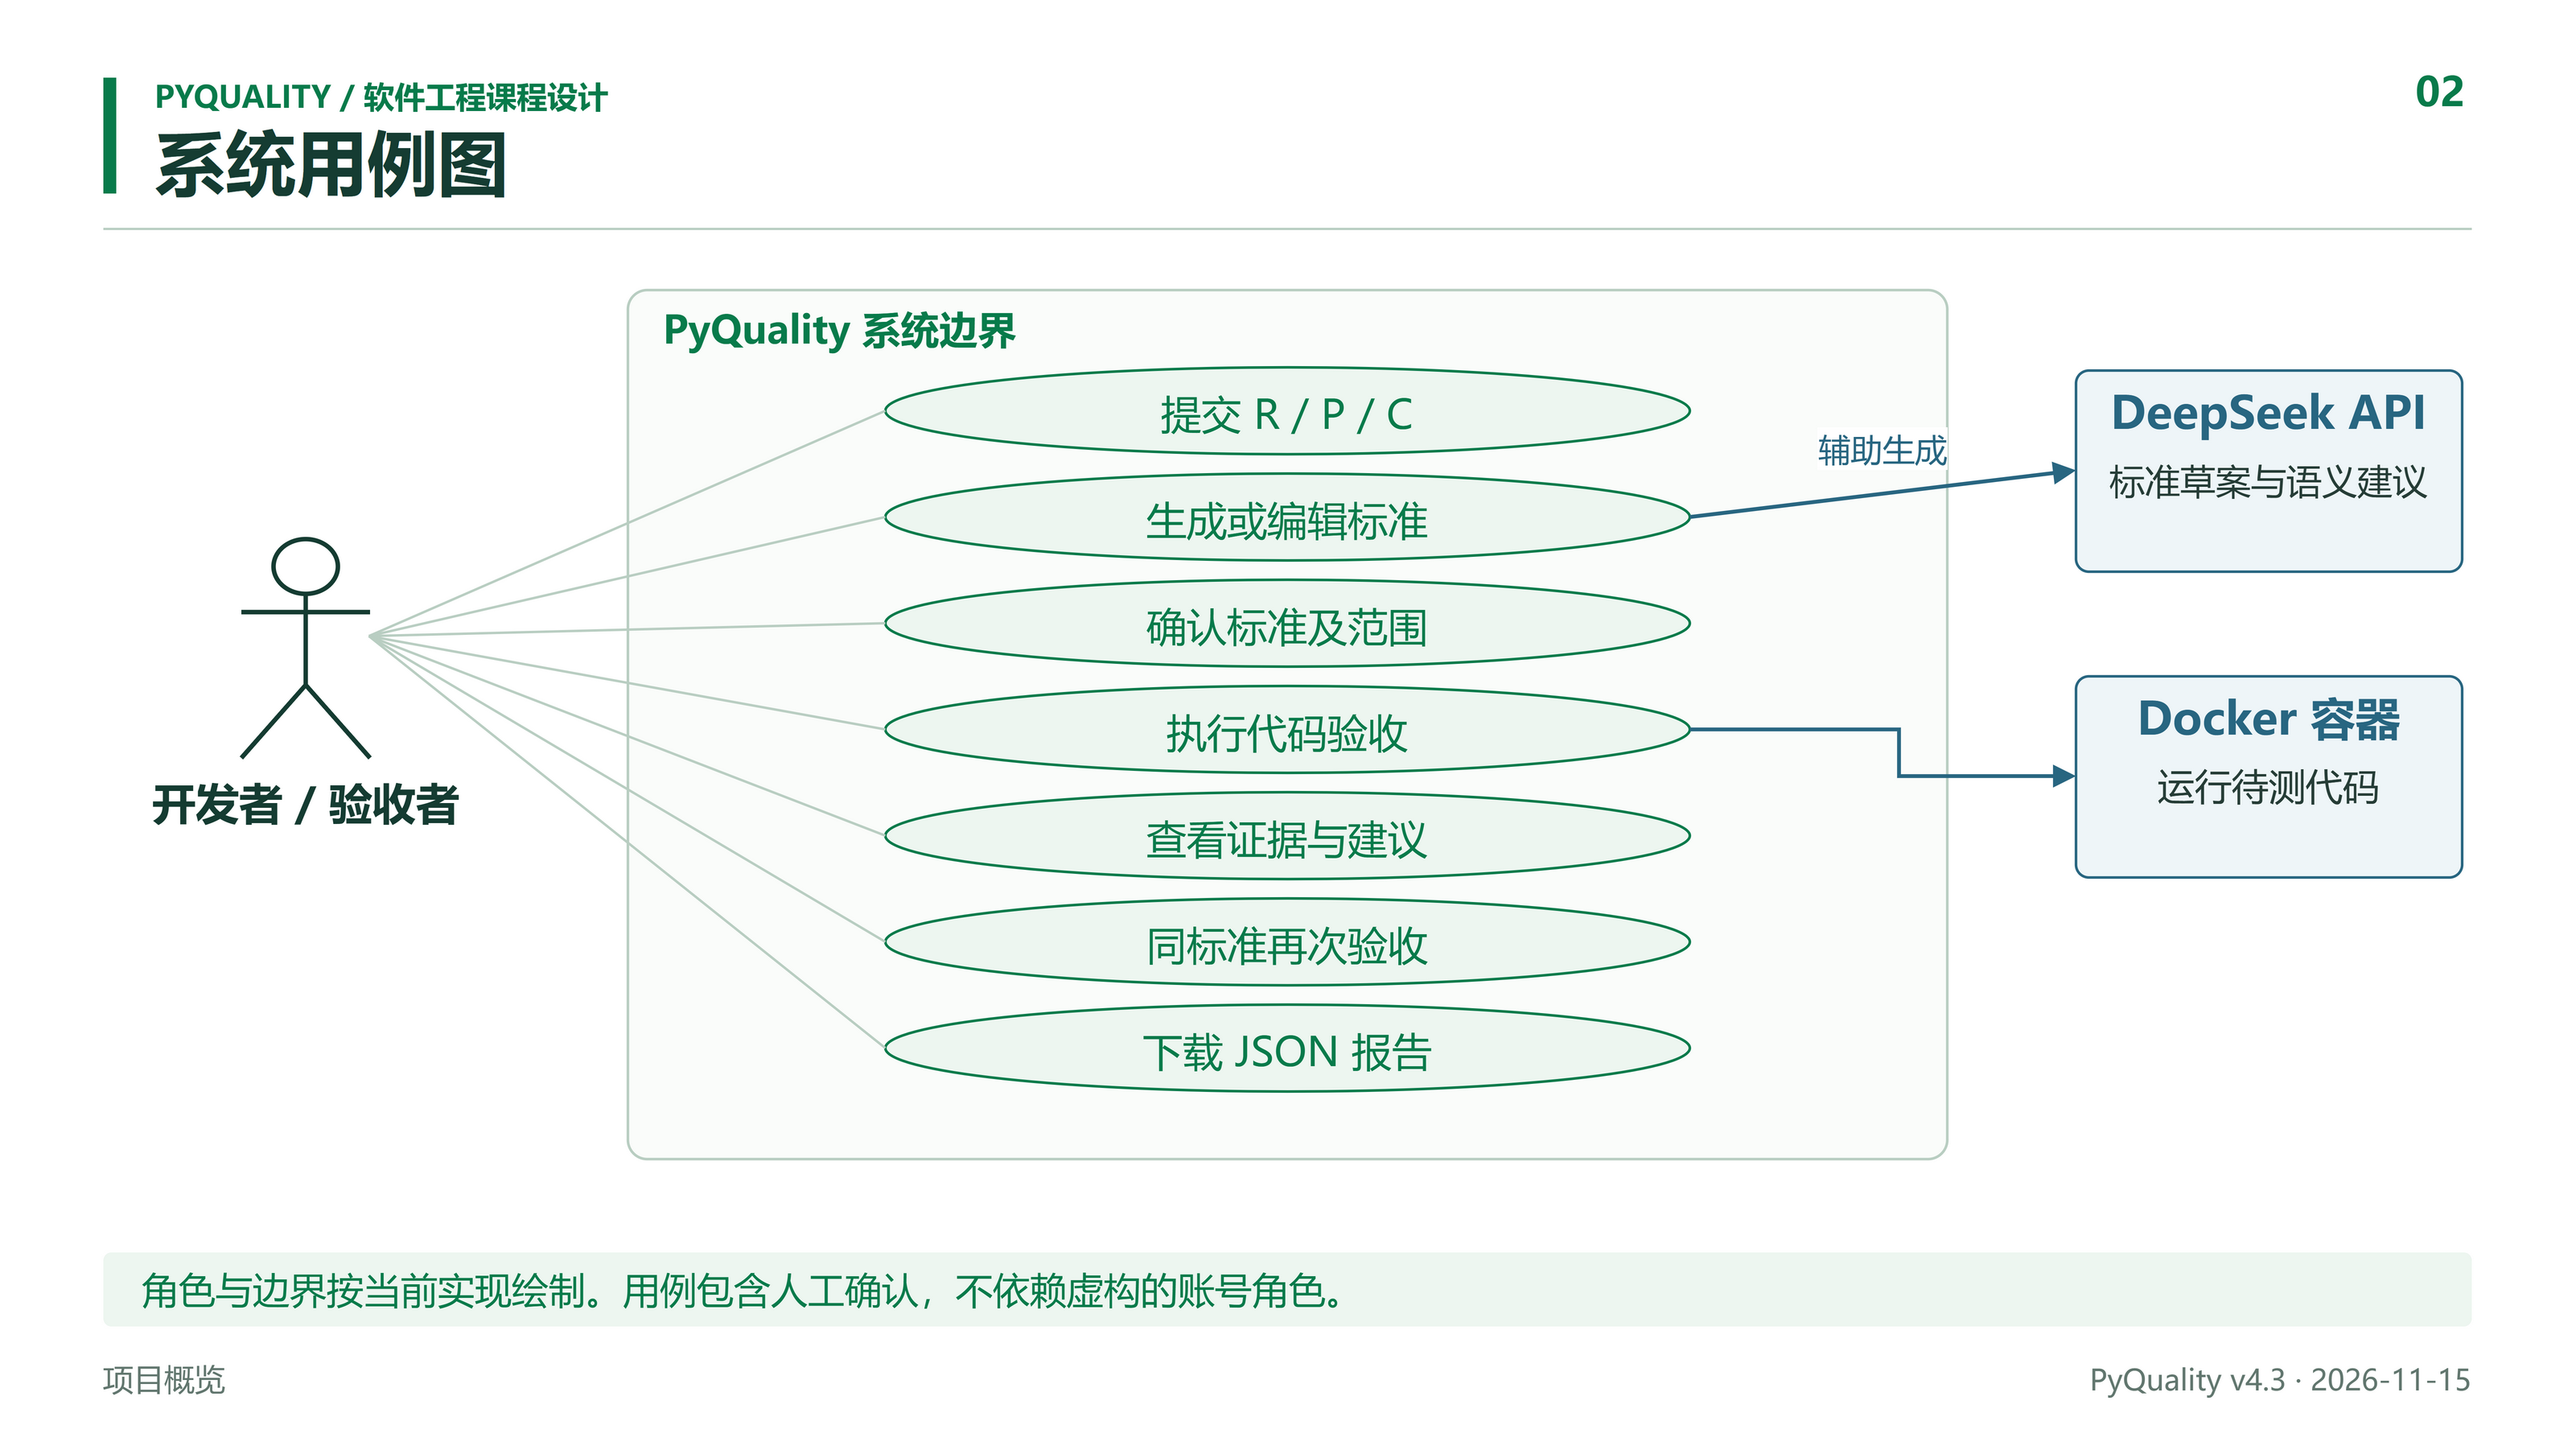 PYQUALITY / 软件工程课程设计
02
系统用例图
PyQuality 系统边界
提交 R / P / C
生成或编辑标准
确认标准及范围
执行代码验收
查看证据与建议
同标准再次验收
下载 JSON 报告
开发者 / 验收者
辅助生成
DeepSeek API
标准草案与语义建议
Docker 容器
运行待测代码
角色与边界按当前实现绘制。用例包含人工确认，不依赖虚构的账号角色。
项目概览
PyQuality v4.3 · 2026-11-15